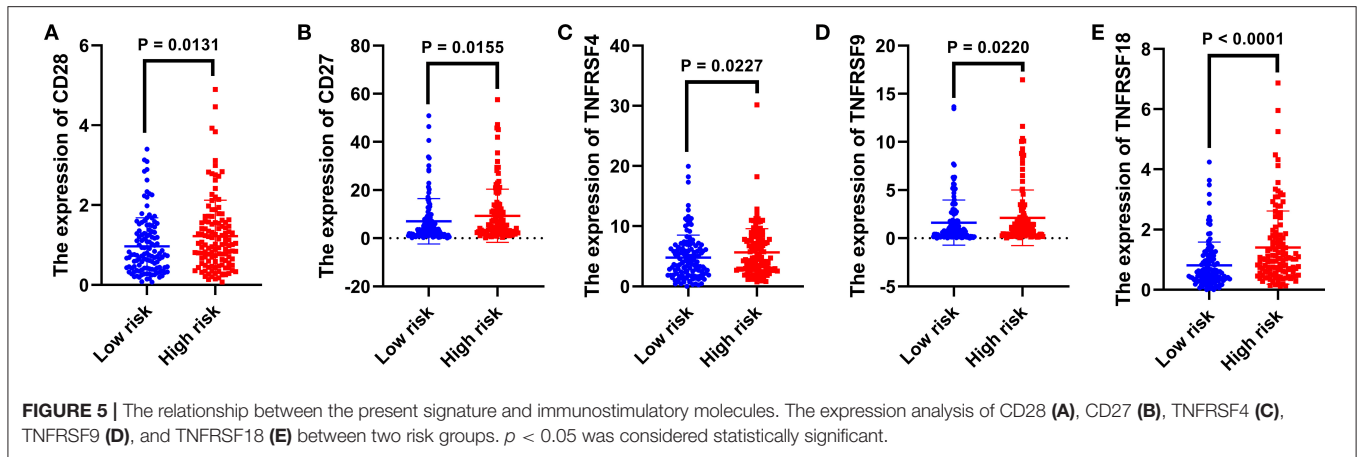 A
The expression of CD28
6
4
2
0
P = 0.0131
Low risk
High risk
B
The expression of CD27
80
60
40
20
0
-20
P = 0.0155
Low risk
High risk
C
The expression of TNFRSF4
40
30
20
10
0
P = 0.0227
Low risk
High risk
D
The expression of TNFRSF9
20
15
10
5
0
-5
P = 0.0220
Low risk
High risk
E
The expression of TNFRSF18
8
6
4
2
0
P < 0.0001
Low risk
High risk
FIGURE 5 | The relationship between the present signature and immunostimulatory molecules. The expression analysis of CD28 (A), CD27 (B), TNFRSF4 (C),
TNFRSF9 (D), and TNFRSF18 (E) between two risk groups. p < 0.05 was considered statistically significant.